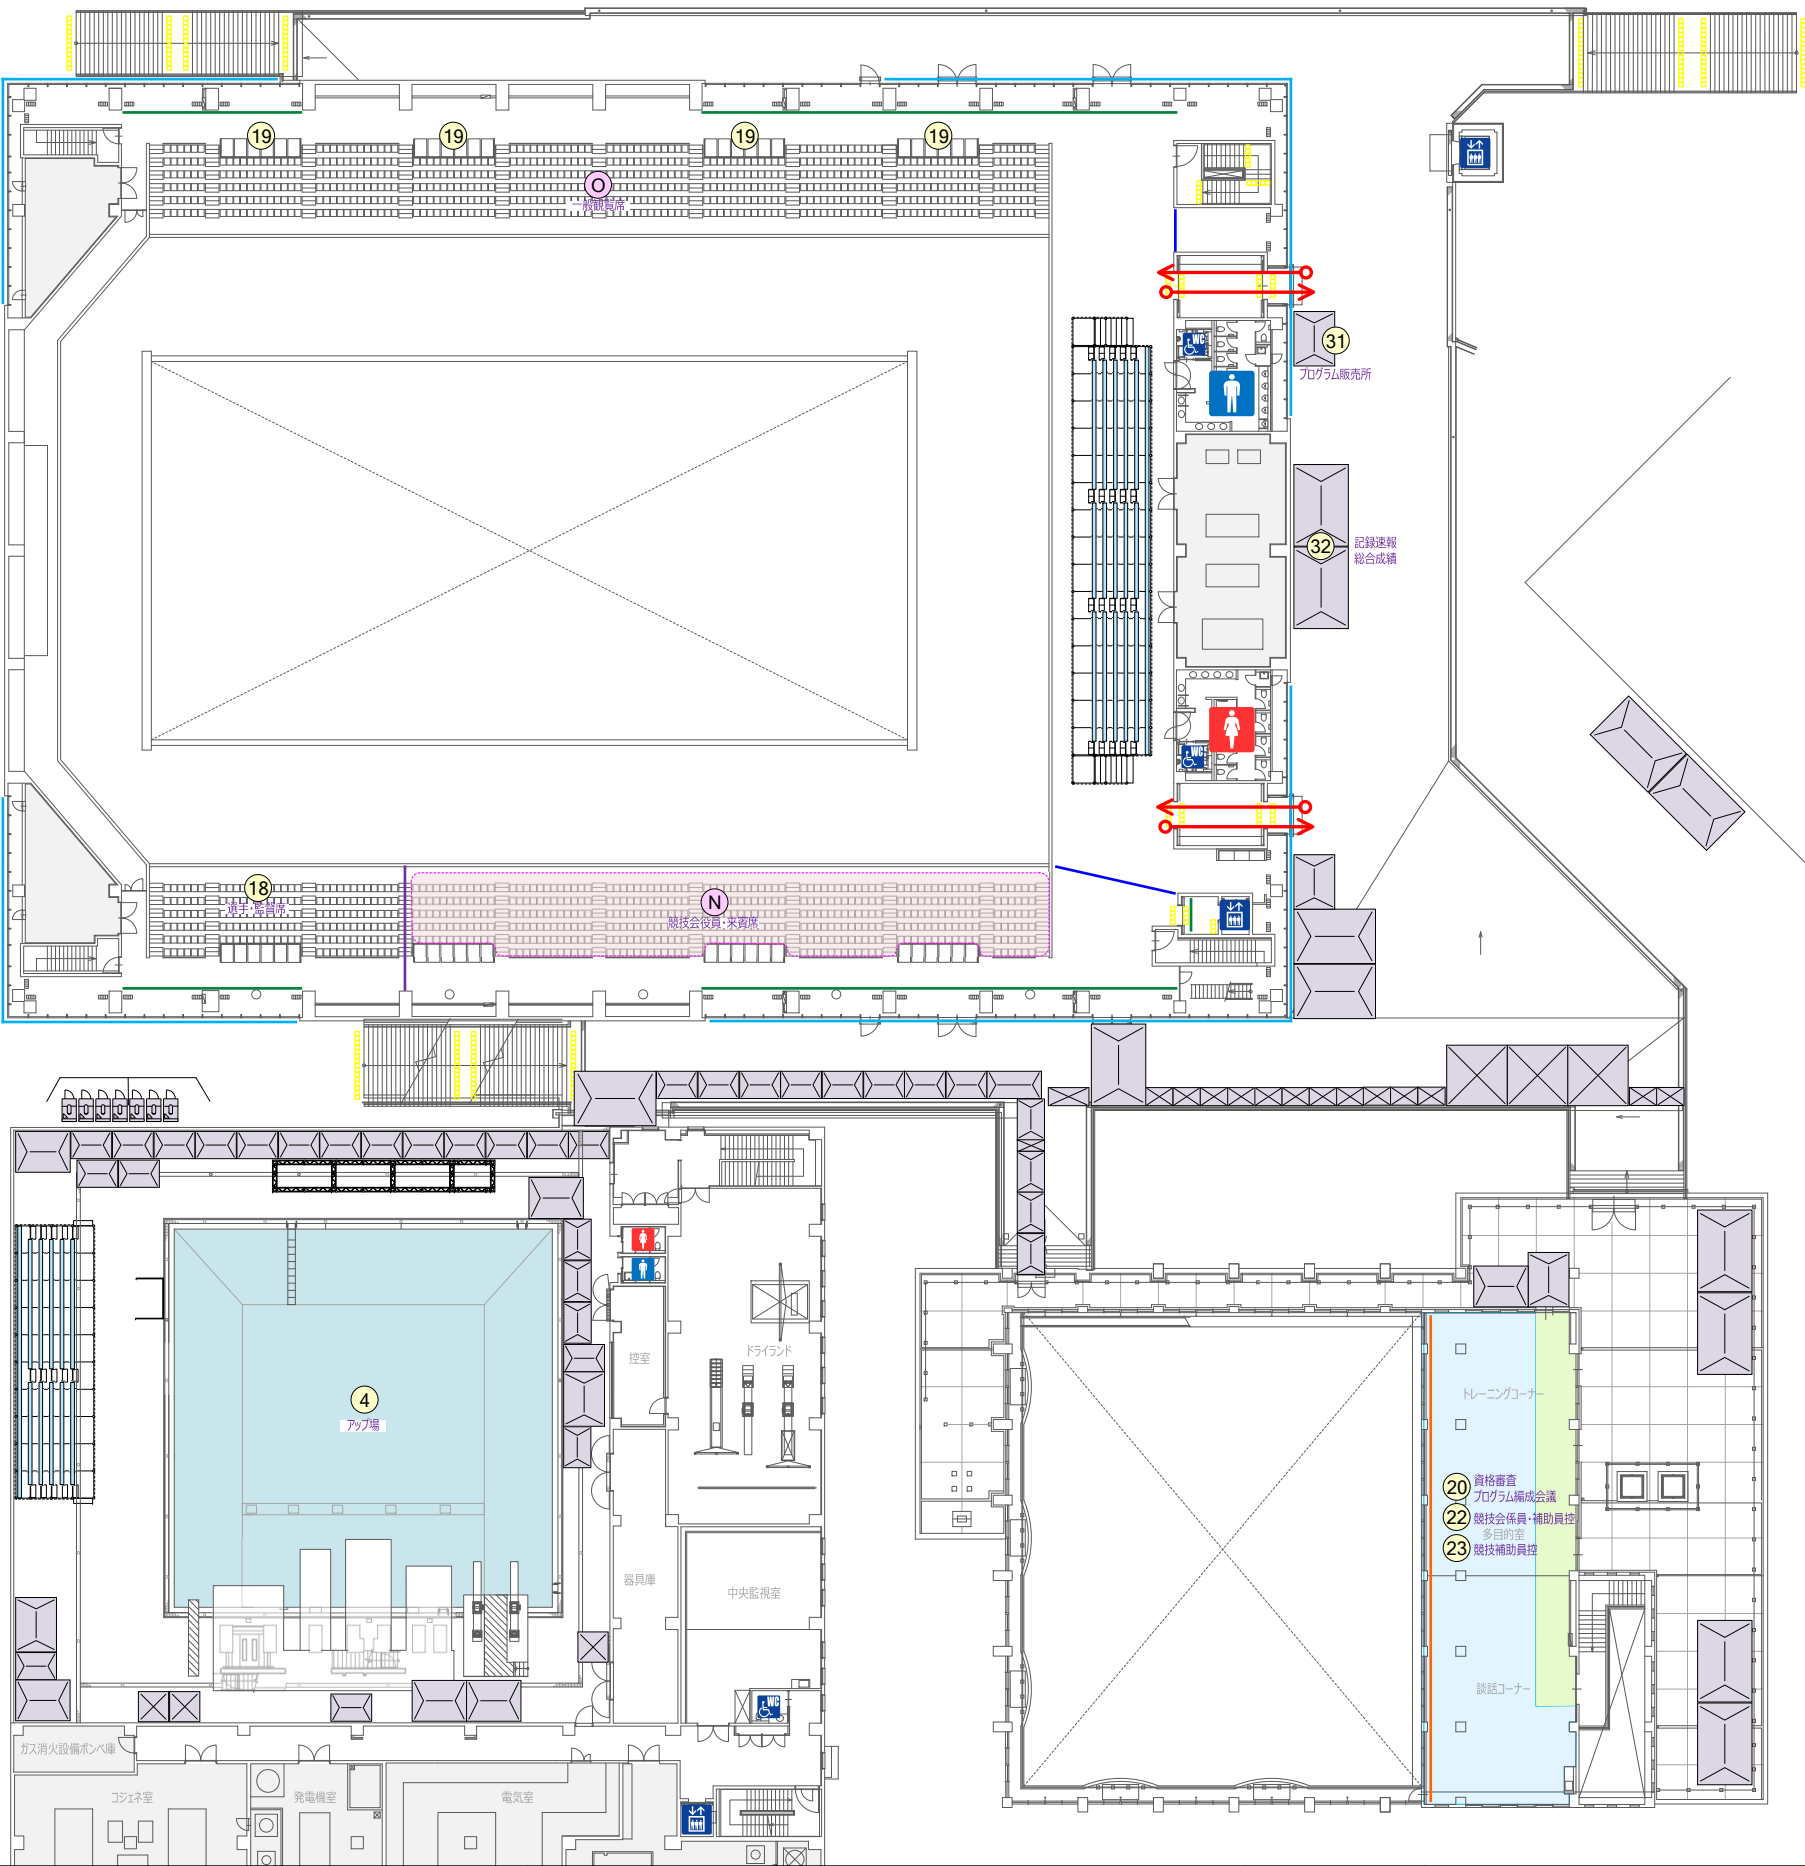 19
19
19
19
O
一般観覧席
WC
31
プログラム販売所
32
記録速報
総合成績
WC
18
選手・監督席
N
競技会役員・来賓席
控室
ドライランド
4
アップ場
トレーニングコーナー
20
資格審査
プログラム編成会議
22
競技会係員・補助員控
多目的室
23
競技補助員控
器具庫
中央監視室
談話コーナー
WC
ガス消火設備ボンベ庫
コジェネ室
発電機室
電気室